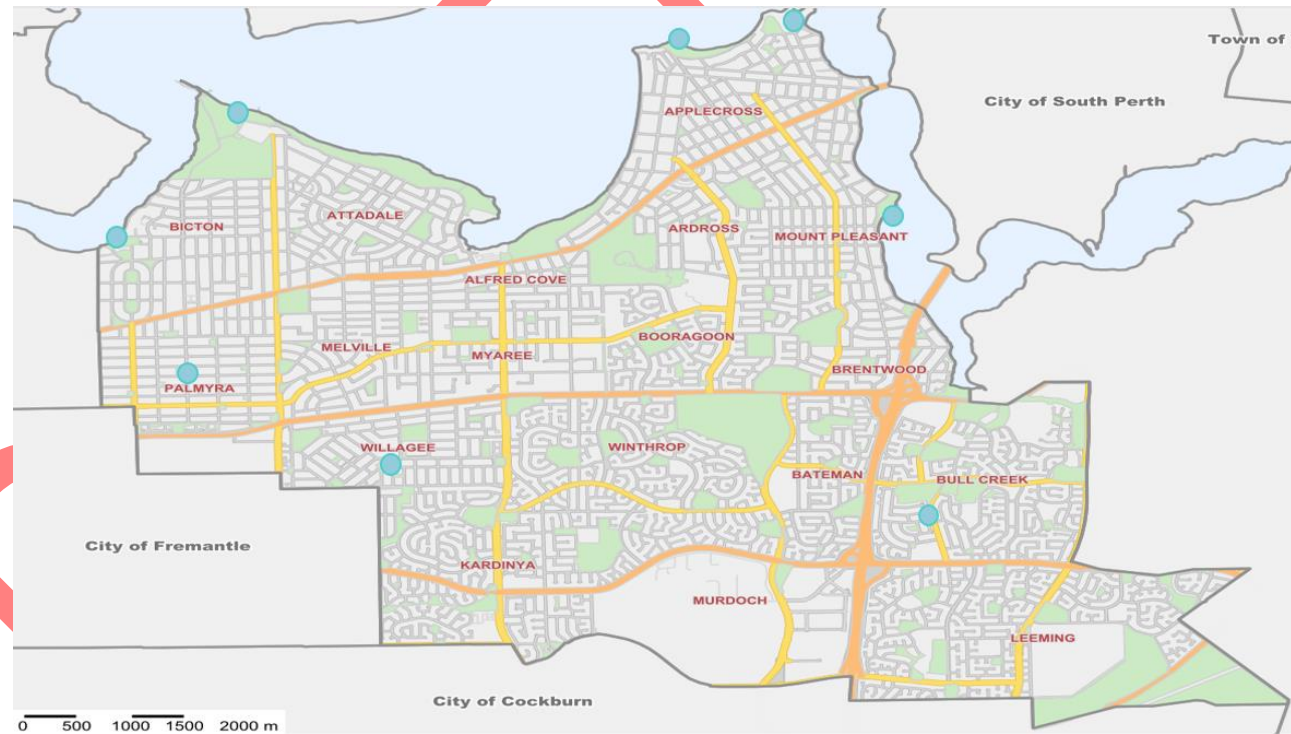 Town of
City of South Perth
APPLECROSS
ATTADALE
BICTON
ARDROSS
MOUNT PLEASANT
ALFRED COVE
BOORAGOON
MELVILLE
MYAREE
BRENTWOOD
PALMYRA
WILLAGEE
WINTHROP
BATEMAN
BULL CREEK
City of Fremantle
KARDINYA
MURDOCH
LEEMING
City of Cockburn
0 500 1000 1500 2000 m